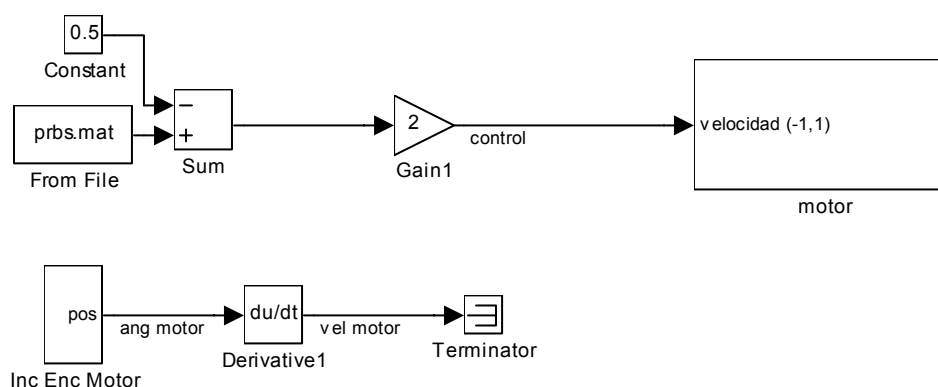 0.5
Constant
prbs.mat
From File
−
+
Sum
2
Gain1
control
velocidad (-1,1)
motor
pos
Inc Enc Motor
ang motor
du/dt
Derivative1
vel motor
Terminator